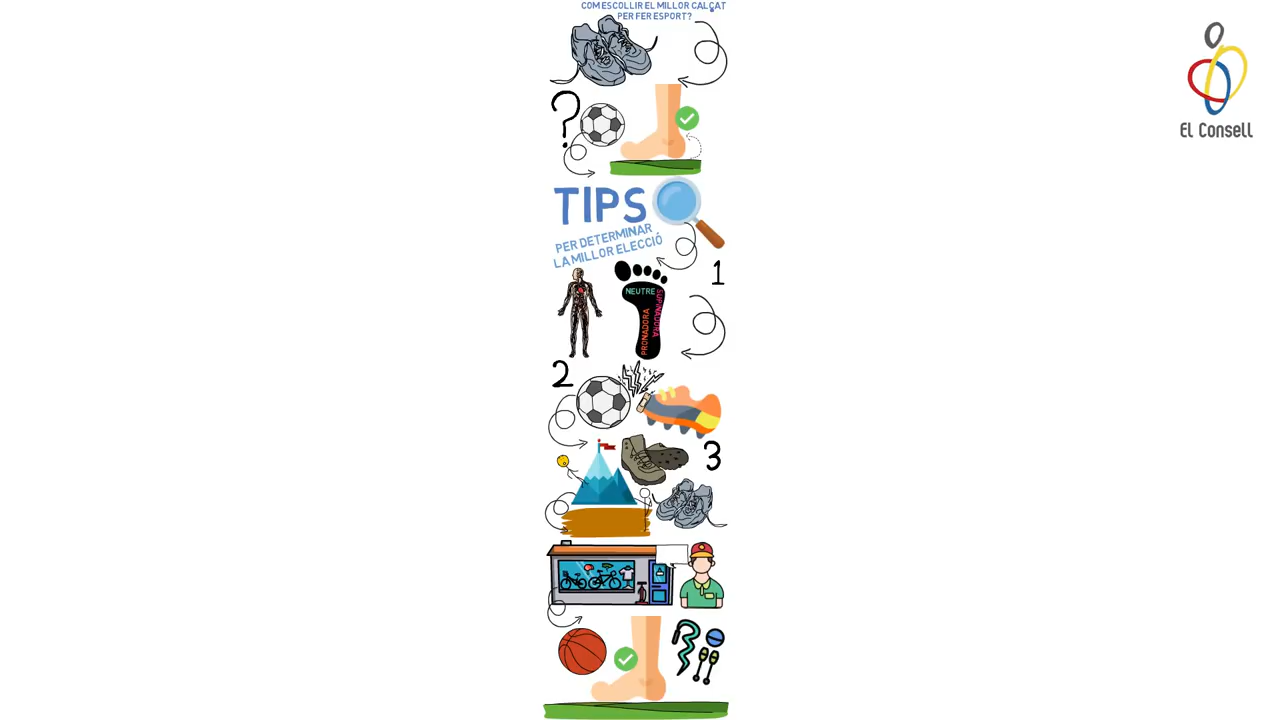 COM ESCOLLIR EL MILLOR CALÇAT
PER FER ESPORT?
El Consell
?
TIPS
PER DETERMINAR
LA MILLOR ELECCIÓ
1
NEUTRE
SUPINADORA
PRONADORA
2
3